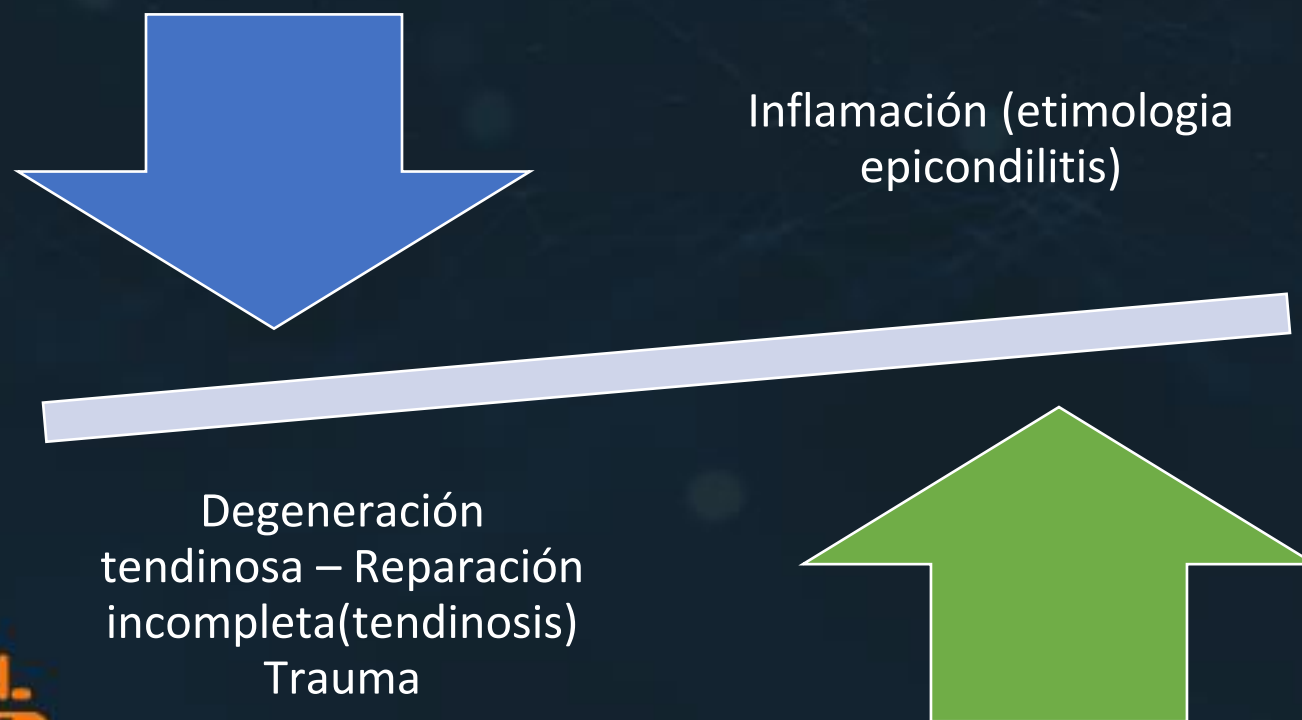 Inflamación (etimologia
epicondilitis)
Degeneración
tendinosa – Reparación
incompleta(tendinosis)
Trauma